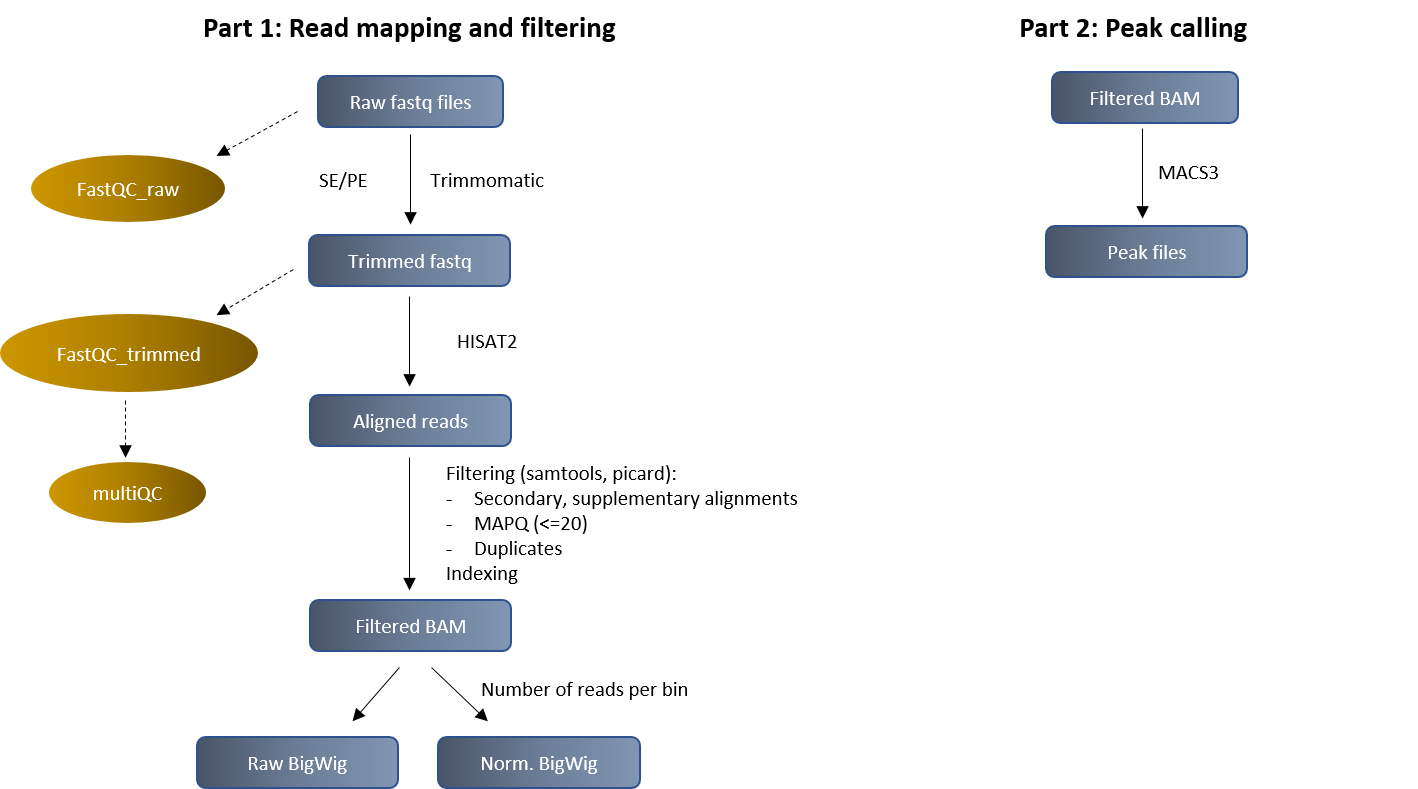 Part 1: Read mapping and filtering
Raw fastq files
FastQC_raw
SE/PE
Trimmomatic
Trimmed fastq
FastQC_trimmed
HISAT2
Aligned reads
multiQC
Filtering (samtools, picard):
- Secondary, supplementary alignments
- MAPQ (<=20)
- Duplicates
Indexing
Filtered BAM
Number of reads per bin
Raw BigWig
Norm. BigWig
Part 2: Peak calling
Filtered BAM
MACS3
Peak files